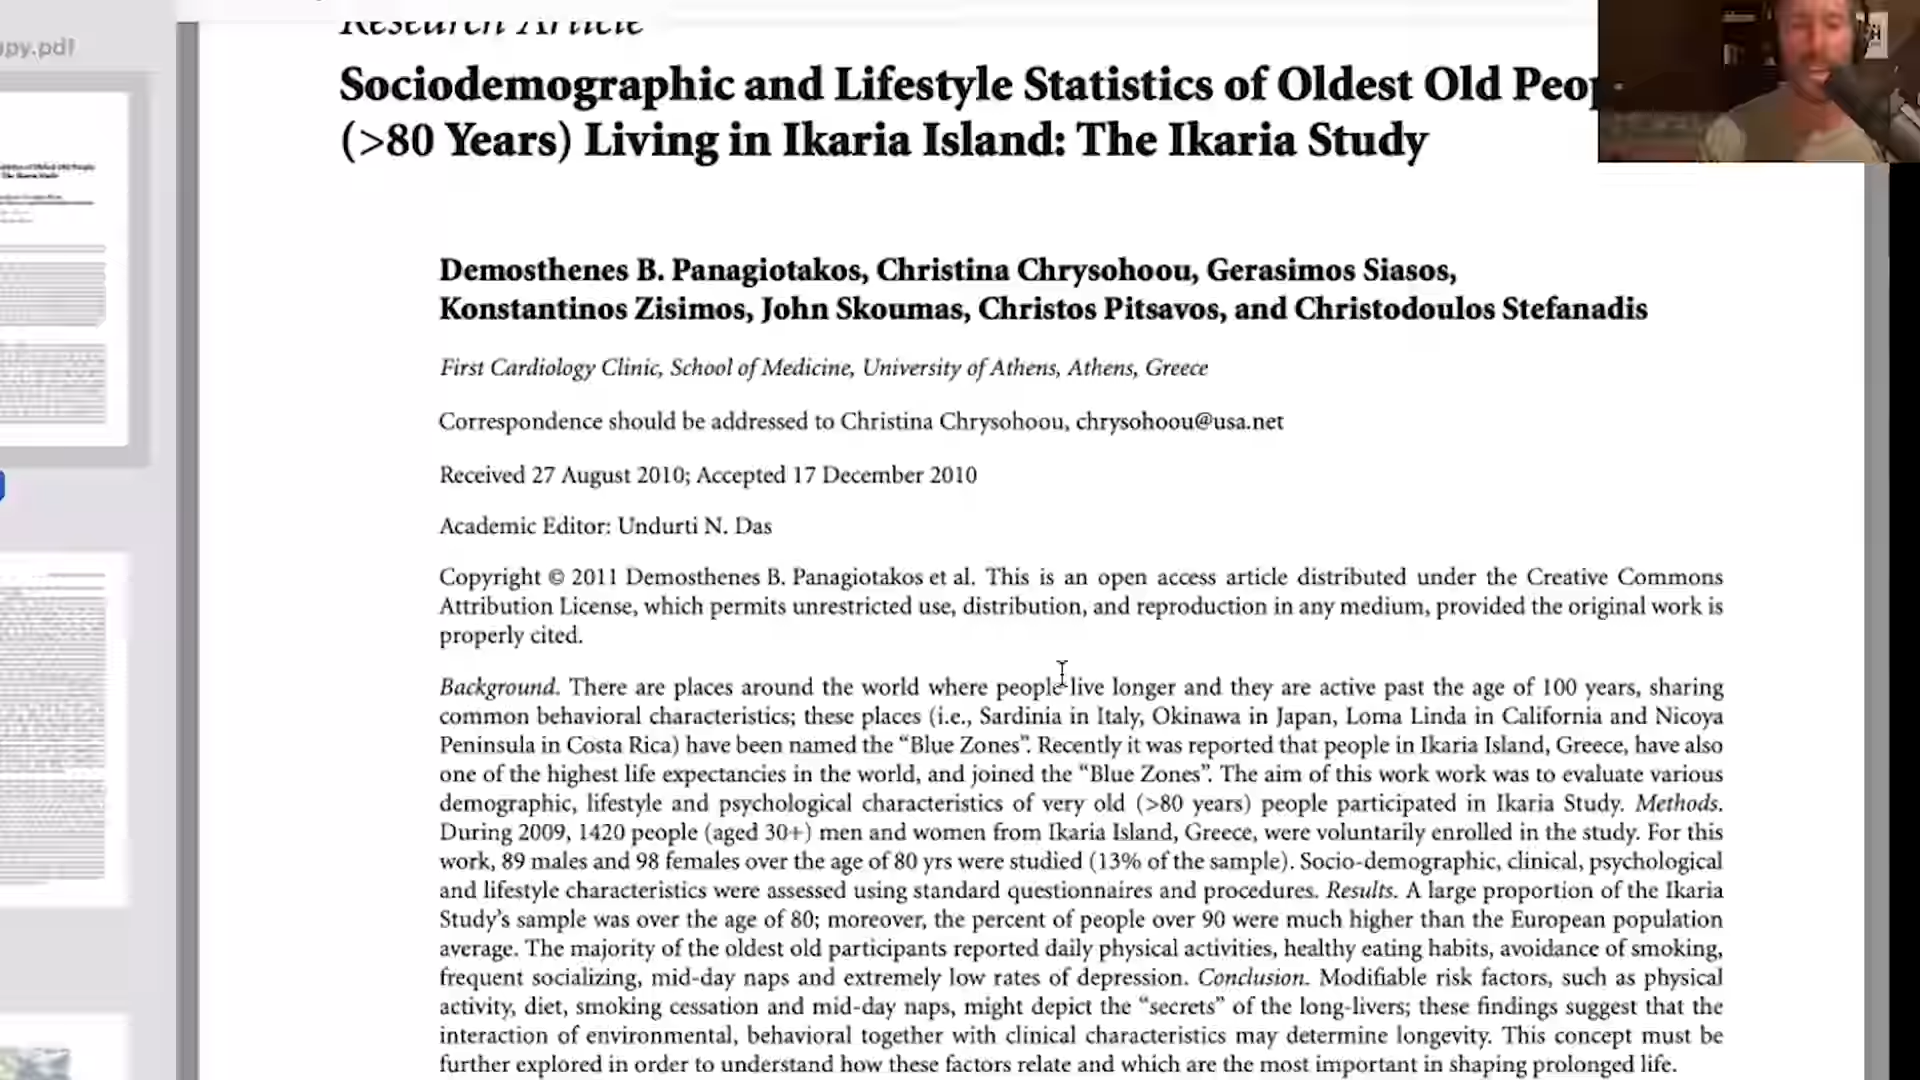 Research Article
apy.pdf
Sociodemographic and Lifestyle Statistics of Oldest Old
(>80 Years) Living in Ikaria Island: The Ikaria Study
Demosthenes B. Panagiotakos, Christina Chrysohoou, Gerasimos Siasos,
Konstantinos Zisimos, John Skoumas, Christos Pitsavos, and Christodoulos Stefanadis
First Cardiology Clinic, School of Medicine, University of Athens, Athens, Greece
Correspondence should be addressed to Christina Chrysohoou, chrysohoou@usa.net
Received 27 August 2010; Accepted 17 December 2010
Academic Editor: Undurti N. Das
Copyright © 2011 Demosthenes B. Panagiotakos et al. This is an open access article distributed under the Creative Commons
Attribution License, which permits unrestricted use, distribution, and reproduction in any medium, provided the original work is
properly cited.
Background. There are places around the world where people live longer and they are active past the age of 100 years, sharing
common behavioral characteristics; these places (i.e., Sardinia in Italy, Okinawa in Japan, Loma Linda in California and Nicoya
Peninsula in Costa Rica) have been named the “Blue Zones”. Recently it was reported that people in Ikaria Island, Greece, have also
one of the highest life expectancies in the world, and joined the “Blue Zones”. The aim of this work work was to evaluate various
demographic, lifestyle and psychological characteristics of very old (>80 years) people participated in Ikaria Study. Methods.
During 2009, 1420 people (aged 30+) men and women from Ikaria Island, Greece, were voluntarily enrolled in the study. For this
work, 89 males and 98 females over the age of 80 yrs were studied (13% of the sample). Socio-demographic, clinical, psychological
and lifestyle characteristics were assessed using standard questionnaires and procedures. Results. A large proportion of the Ikaria
Study’s sample was over the age of 80; moreover, the percent of people over 90 were much higher than the European population
average. The majority of the oldest old participants reported daily physical activities, healthy eating habits, avoidance of smoking,
frequent socializing, mid-day naps and extremely low rates of depression. Conclusion. Modifiable risk factors, such as physical
activity, diet, smoking cessation and mid-day naps, might depict the “secrets” of the long-livers; these findings suggest that the
interaction of environmental, behavioral together with clinical characteristics may determine longevity. This concept must be
further explored in order to understand how these factors relate and which are the most important in shaping prolonged life.